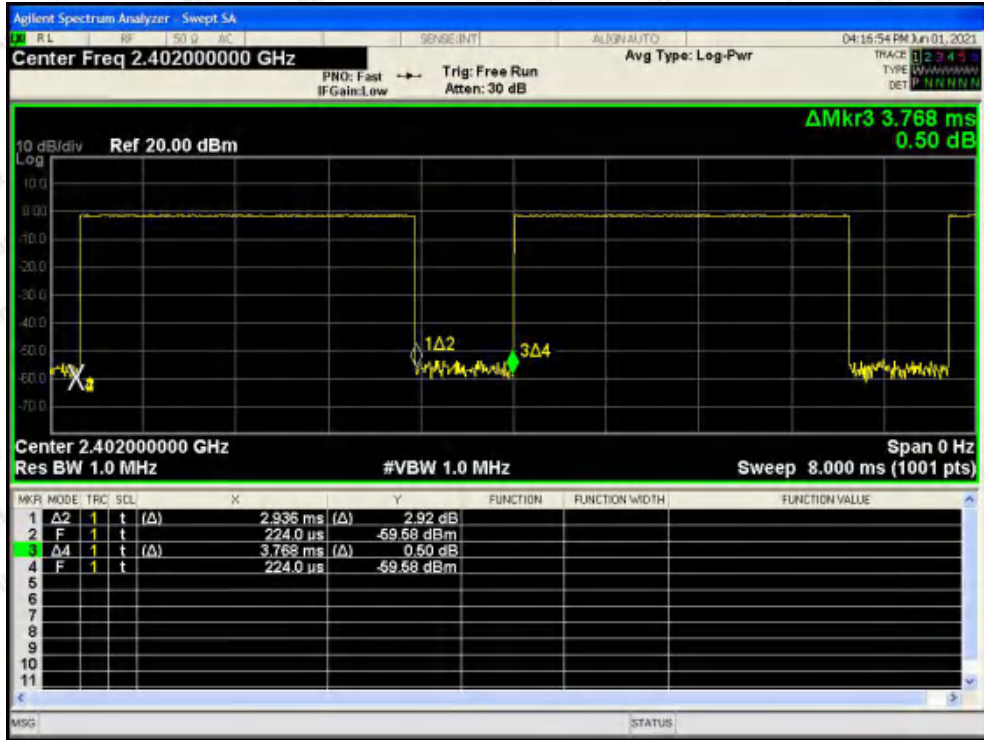 Agilent Spectrum Analyzer - Swept SA
LXI RL RF 50 Ω AC SENSE:INT ALIGN AUTO 04:16:54 PM Jun 01, 2021
Center Freq 2.402000000 GHz
PNO: Fast
IFGain:Low
Trig: Free Run
Atten: 30 dB
Avg Type: Log-Pwr
TRACE 1 2 3 4 5 6
TYPE
DET P N N N N N
ΔMkr3 3.768 ms
0.50 dB
10 dB/div Ref 20.00 dBm
Log
10.0
0.00
-10.0
-20.0
-30.0
-40.0
-50.0
-60.0
-70.0
1Δ2
3Δ4
Center 2.402000000 GHz Span 0 Hz
Res BW 1.0 MHz #VBW 1.0 MHz Sweep 8.000 ms (1001 pts)
MKR MODE TRC SCL X Y FUNCTION FUNCTION WIDTH FUNCTION VALUE
1 Δ2 1 t (Δ) 2.936 ms (Δ) 2.92 dB
2 F 1 t 224.0 µs -59.58 dBm
3 Δ4 1 t (Δ) 3.768 ms (Δ) 0.50 dB
4 F 1 t 224.0 µs -59.58 dBm
5
6
7
8
9
10
11
MSG STATUS